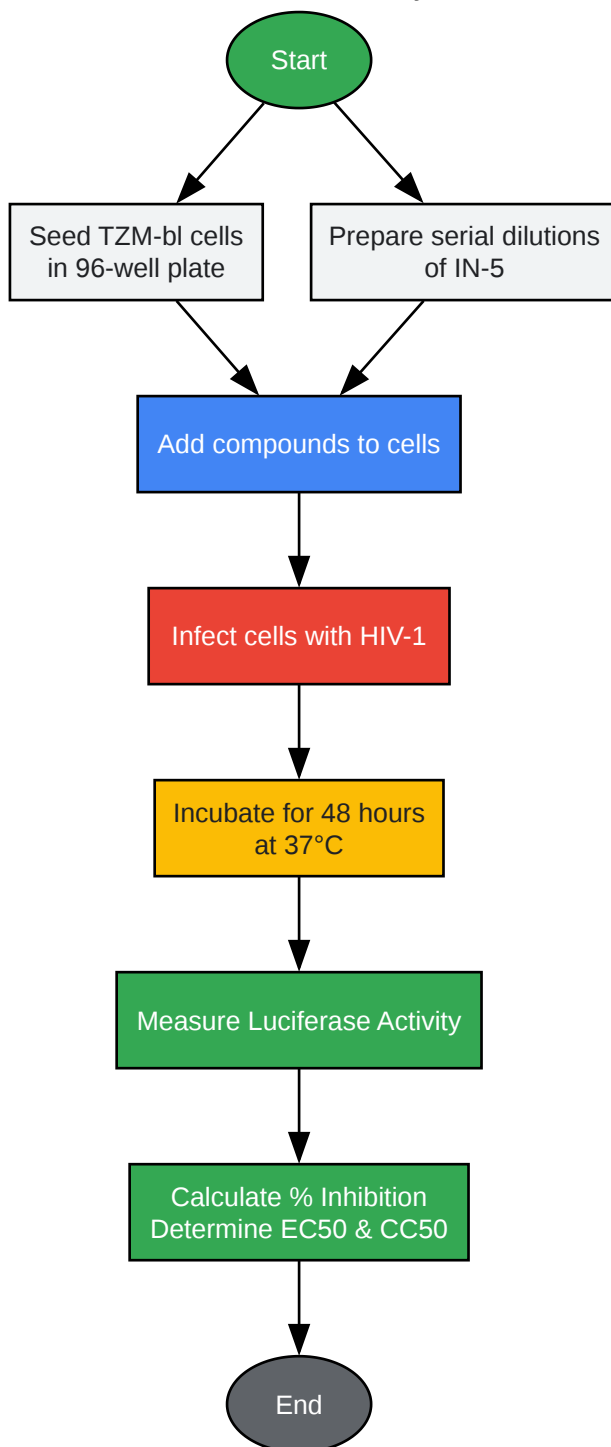 Start
Seed TZM-bl cells
in 96-well plate
Prepare serial dilutions
of IN-5
Add compounds to cells
Infect cells with HIV-1
Incubate for 48 hours
at 37°C
Measure Luciferase Activity
Calculate % Inhibition
Determine EC50 & CC50
End